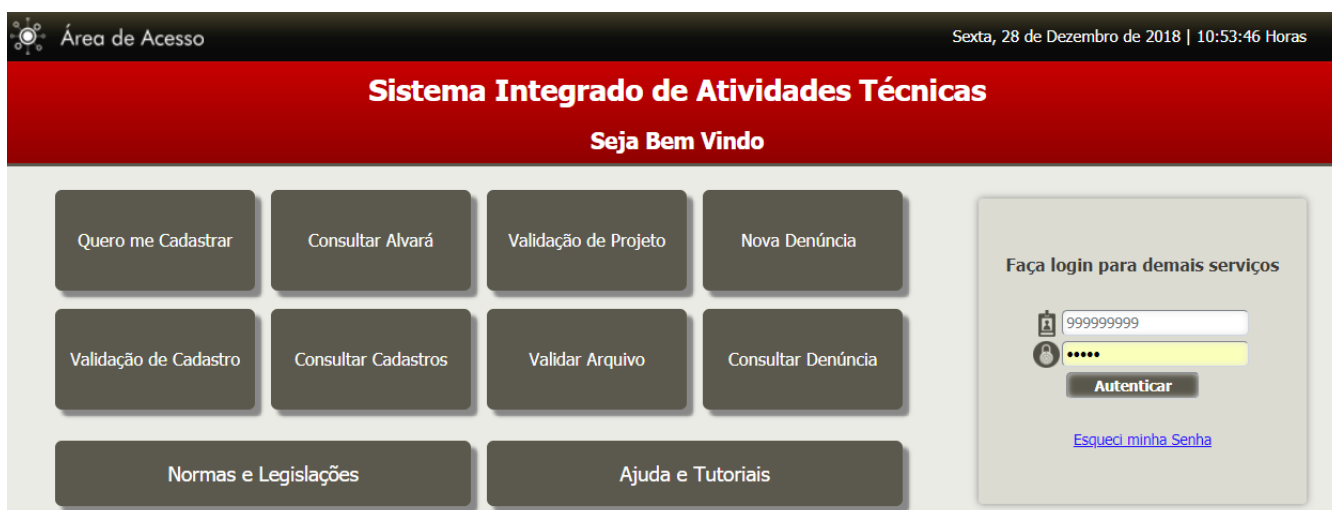 Área de Acesso
Sexta, 28 de Dezembro de 2018 | 10:53:46 Horas
Sistema Integrado de Atividades Técnicas
Seja Bem Vindo
Quero me Cadastrar
Consultar Alvará
Validação de Projeto
Nova Denúncia
Validação de Cadastro
Consultar Cadastros
Validar Arquivo
Consultar Denúncia
Normas e Legislações
Ajuda e Tutoriais
Faça login para demais serviços
999999999
•••••
Autenticar
Esqueci minha Senha